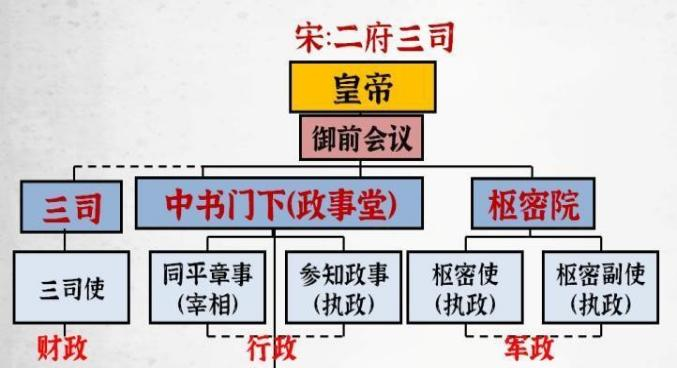 宋:二府三司
皇帝
御前会议
三司
中书门下(政事堂)
枢密院
三司使
同平章事
(宰相)
参知政事
(执政)
枢密使
(执政)
枢密副使
(执政)
财政
行政
军政